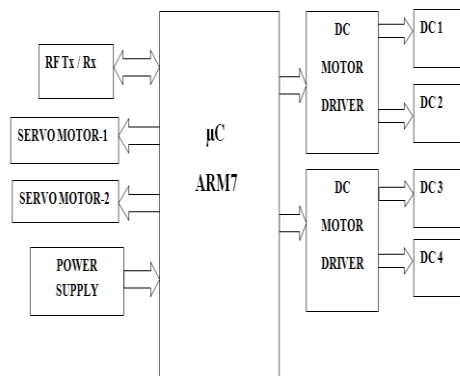 RF Tx / Rx
SERVO MOTOR-1
SERVO MOTOR-2
POWER
SUPPLY
μC
ARM7
DC
MOTOR
DRIVER
DC
MOTOR
DRIVER
DC1
DC2
DC3
DC4